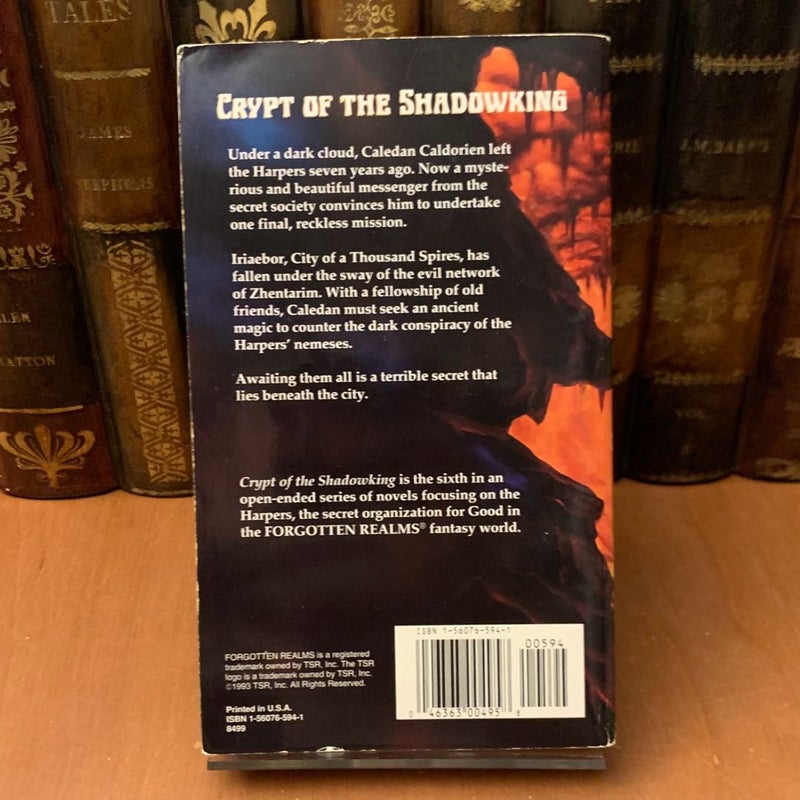 TALES
JAMES
STEPHENS
CRYPT OF THE SHADOWKING
Under a dark cloud, Caledan Caldorien left
the Harpers seven years ago. Now a myste-
rious and beautiful messenger from the
secret society convinces him to undertake
one final, reckless mission.
Iriaebor, City of a Thousand Spires, has
fallen under the sway of the evil network
of Zhentarim. With a fellowship of old
friends, Caledan must seek an ancient
magic to counter the dark conspiracy of the
Harpers' nemeses.
Awaiting them all is a terrible secret that
lies beneath the city.
Crypt of the Shadowking is the sixth in an
open-ended series of novels focusing on the
Harpers, the secret organization for Good in
the FORGOTTEN REALMS® fantasy world.
FORGOTTEN REALMS is a registered
trademark owned by TSR, Inc. The TSR
logo is a trademark owned by TSR, Inc.
©1993 TSR, Inc. All Rights Reserved.
Printed in U.S.A.
ISBN 1-56076-594-1
8499
ISBN 1-56076-594-1
00594
0 46363 00495 8
VOL